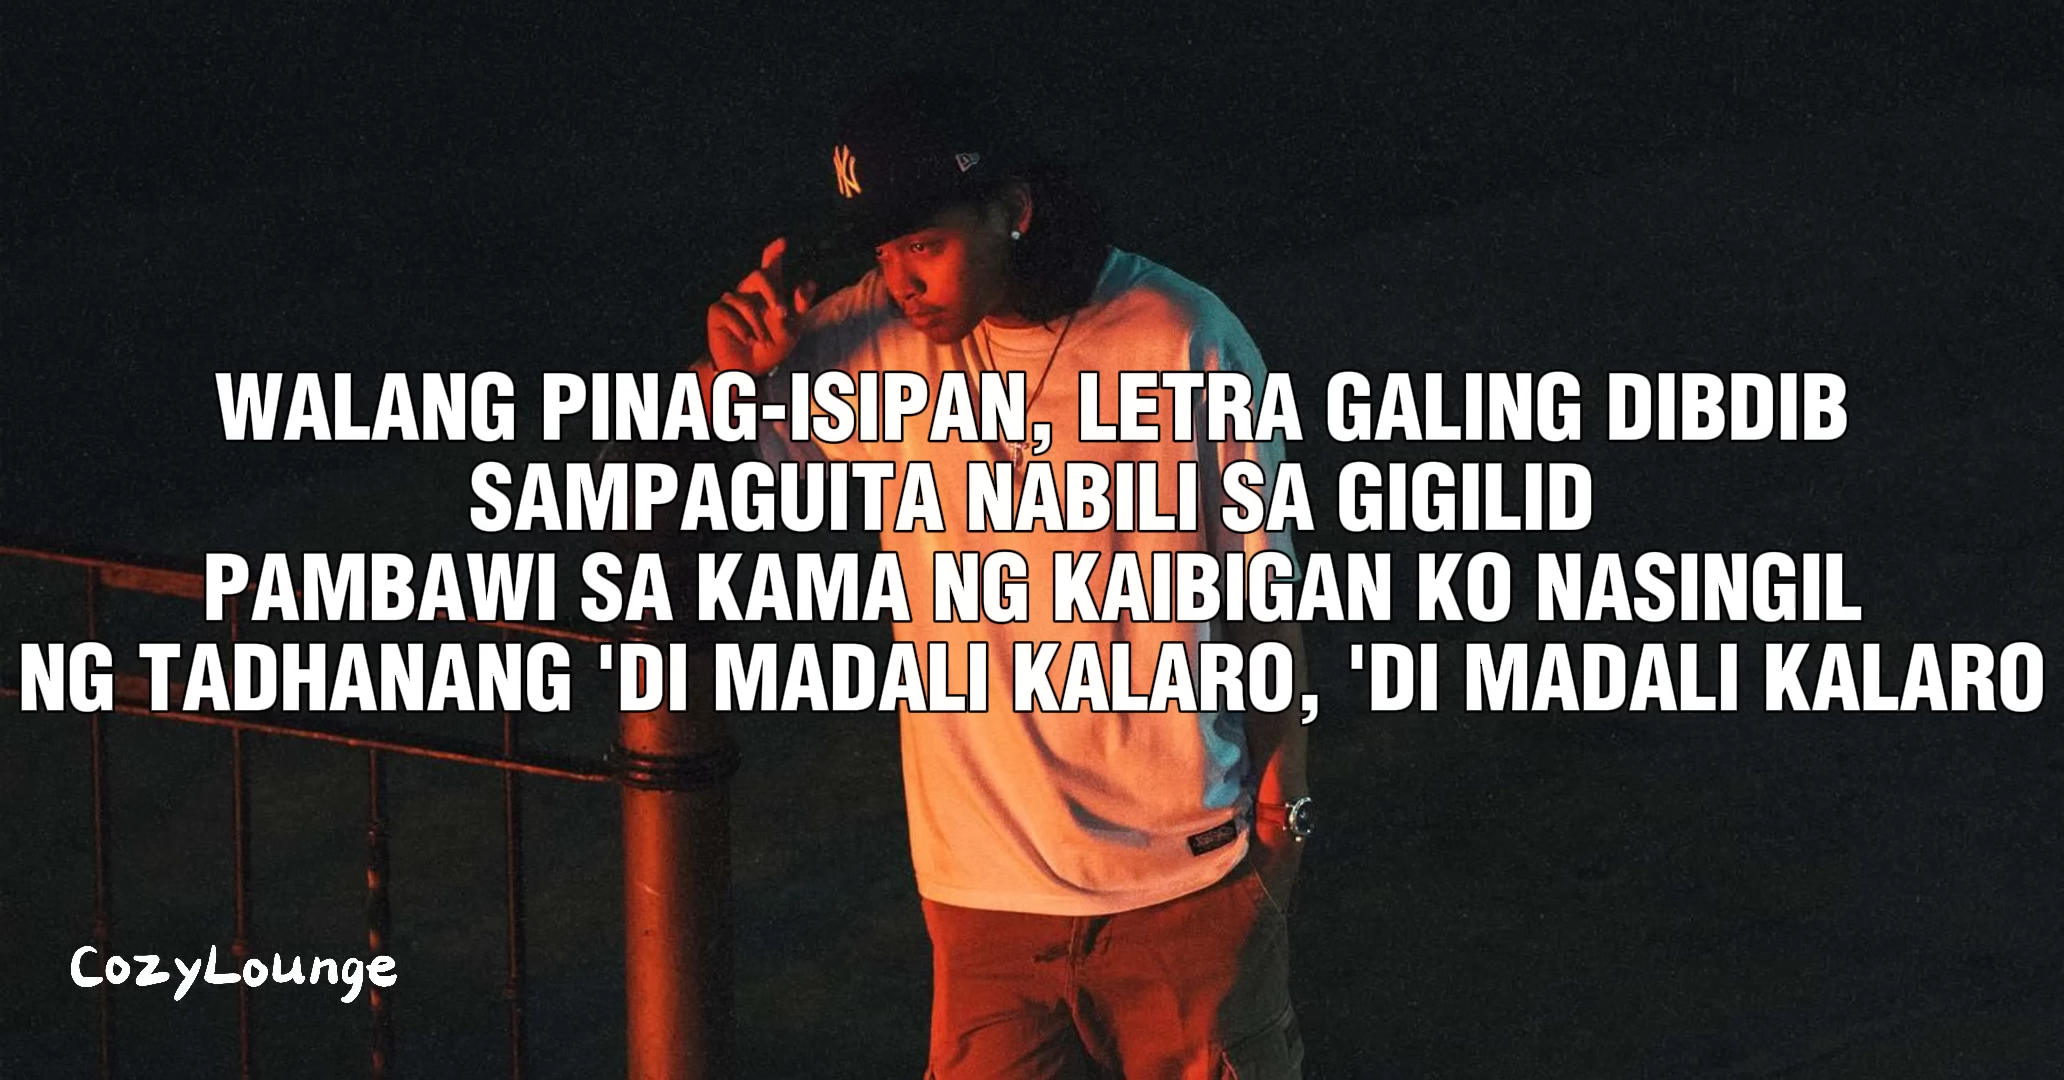 NY
WALANG PINAG-ISIPAN, LETRA GALING DIBDIB
SAMPAGUITA NABILI SA GIGILID
PAMBAWI SA KAMA NG KAIBIGAN KO NASINGIL
NG TADHANANG 'DI MADALI KALARO, 'DI MADALI KALARO
CozyLounge